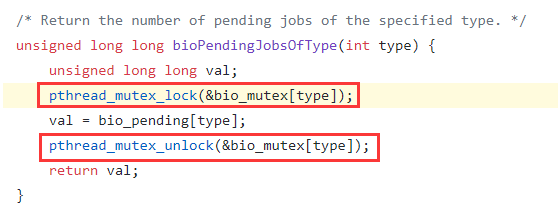 /* Return the number of pending jobs of the specified type. */
unsigned long long bioPendingJobsOfType(int type) {
    unsigned long long val;
    pthread_mutex_lock(&bio_mutex[type]);
    val = bio_pending[type];
    pthread_mutex_unlock(&bio_mutex[type]);
    return val;
}